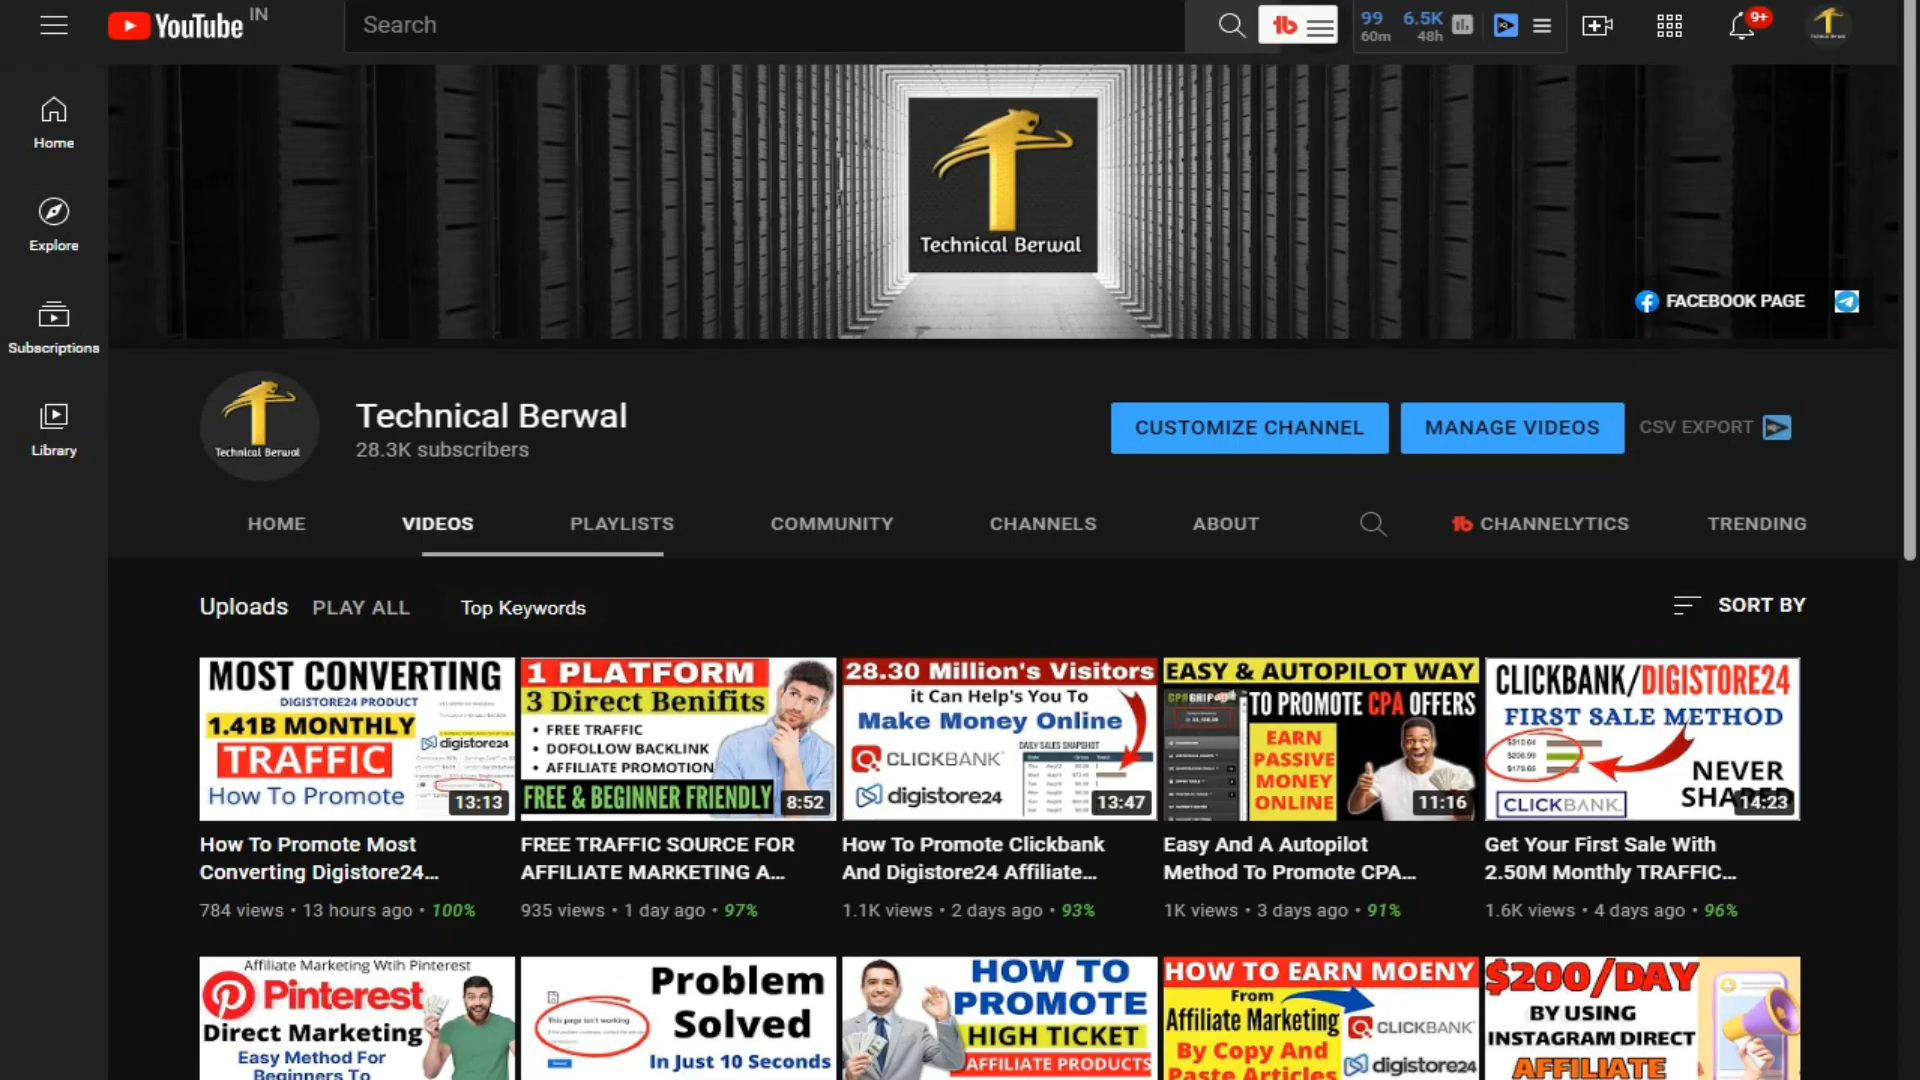 YouTube IN
Search
99
60m
6.5K
48h
9+
Home
Explore
Subscriptions
Library
Technical Berwal
FACEBOOK PAGE
Technical Berwal
Technical Berwal
28.3K subscribers
CUSTOMIZE CHANNEL
MANAGE VIDEOS
CSV EXPORT
HOME
VIDEOS
PLAYLISTS
COMMUNITY
CHANNELS
ABOUT
CHANNELYTICS
TRENDING
Uploads
PLAY ALL
Top Keywords
SORT BY
MOST CONVERTING
DIGISTORE24 PRODUCT
1.41B MONTHLY
TRAFFIC
digistore24
How To Promote
13:13
1 PLATFORM
3 Direct Benifits
• FREE TRAFFIC
• DOFOLLOW BACKLINK
• AFFILIATE PROMOTION
FREE & BEGINNER FRIENDLY
8:52
28.30 Million's Visitors
it Can Help's You To
Make Money Online
CLICKBANK
DAILY SALES SNAPSHOT
digistore24
13:47
EASY & AUTOPILOT WAY
TO PROMOTE CPA OFFERS
EARN
PASSIVE
MONEY
ONLINE
11:16
CLICKBANK/DIGISTORE24
FIRST SALE METHOD
NEVER
SHARED
CLICKBANK
14:23
How To Promote Most
Converting Digistore24...
784 views • 13 hours ago • 100%
FREE TRAFFIC SOURCE FOR
AFFILIATE MARKETING A...
935 views • 1 day ago • 97%
How To Promote Clickbank
And Digistore24 Affiliate...
1.1K views • 2 days ago • 93%
Easy And A Autopilot
Method To Promote CPA...
1K views • 3 days ago • 91%
Get Your First Sale With
2.50M Monthly TRAFFIC...
1.6K views • 4 days ago • 96%
Affiliate Marketing Wtih Pinterest
Pinterest
Direct Marketing
Easy Method For
Beginners To
Problem
Solved
This page isn't working
In Just 10 Seconds
HOW TO
PROMOTE
HIGH TICKET
AFFILIATE PRODUCTS
HOW TO EARN MOENY
From
Affiliate Marketing
CLICKBANK
By Copy And
Paste Articles
digistore24
$200/DAY
BY USING
INSTAGRAM DIRECT
AFFILIATE